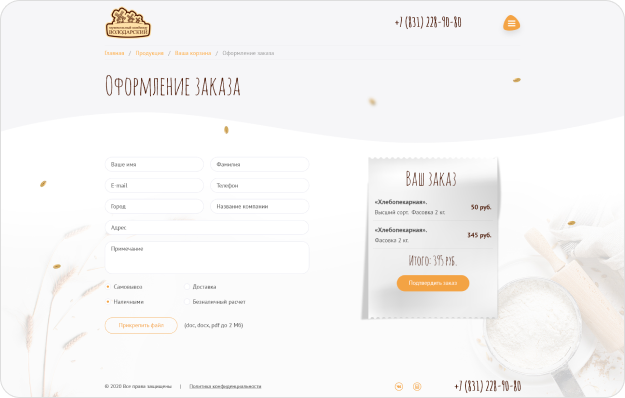 ВОЛОДАРСКИЙ
+7 (831) 228-90-80
Главная / Продукция / Ваша корзина / Оформление заказа
Оформление заказа
Ваше имя
Фамилия
E-mail
Телефон
Город
Название компании
Адрес
Примечание
Самовывоз
Доставка
Наличными
Безналичный расчет
Прикрепить файл
(doc, docx, pdf до 2 Мб)
Ваш заказ
«Хлебопекарная».
Высший сорт. Фасовка 2 кг.
50 руб.
«Хлебопекарная».
Фасовка 2 кг.
345 руб.
Итого: 395 руб.
Подтвердить заказ
© 2020 Все права защищены | Политика конфиденциальности
+7 (831) 228-90-80